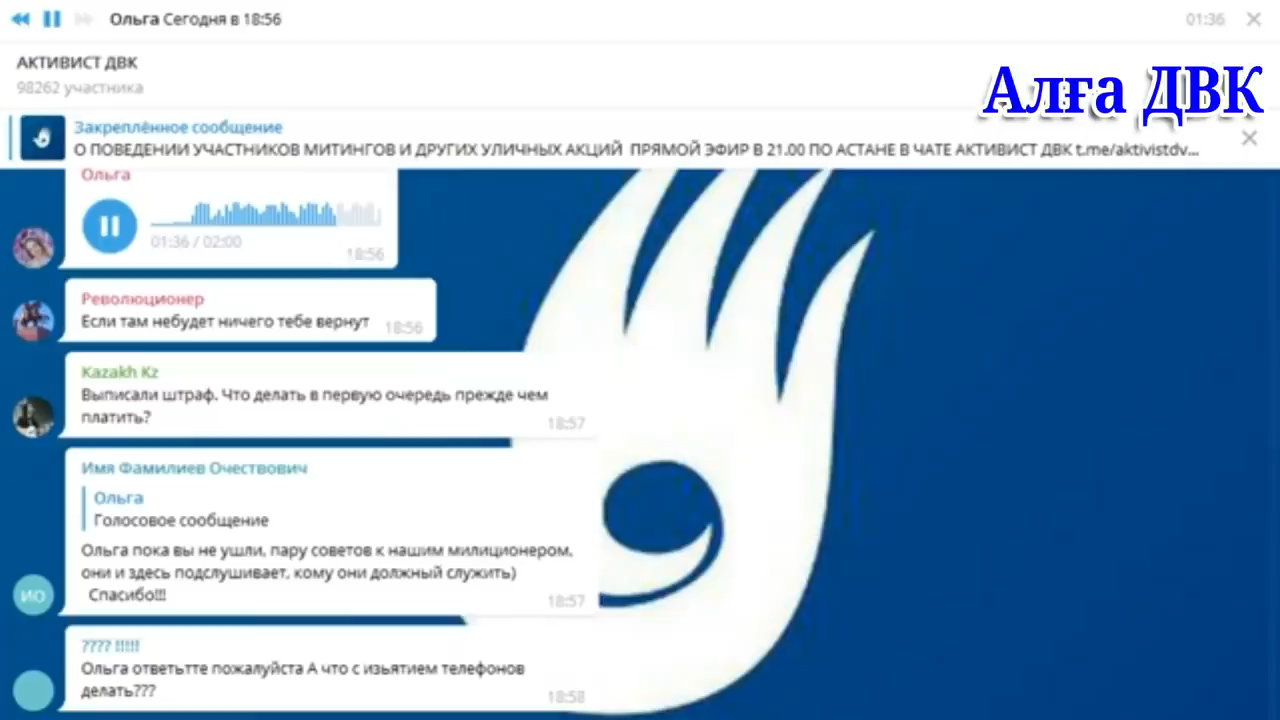 Ольга Сегодня в 18:56
01:36
АКТИВИСТ ДВК
98262 участника
Алға ДВК
Закреплённое сообщение
О ПОВЕДЕНИИ УЧАСТНИКОВ МИТИНГОВ И ДРУГИХ УЛИЧНЫХ АКЦИЙ ПРЯМОЙ ЭФИР В 21.00 ПО АСТАНЕ В ЧАТЕ АКТИВИСТ ДВК t.me/aktivistdv...
Ольга
01:36 / 02:00
18:56
Революционер
Если там небудет ничего тебе вернут
18:56
Kazakh Kz
Выписали штраф. Что делать в первую очередь прежде чем
платить?
18:57
Имя Фамилиев Очествович
Ольга
Голосовое сообщение
Ольга пока вы не ушли, пару советов к нашим милиционером,
они и здесь подслушивает, кому они должный служить)
Спасибо!!!
18:57
ИО
???? !!!!!
Ольга ответьтте пожалуйста А что с изьятием телефонов
делать???
18:58